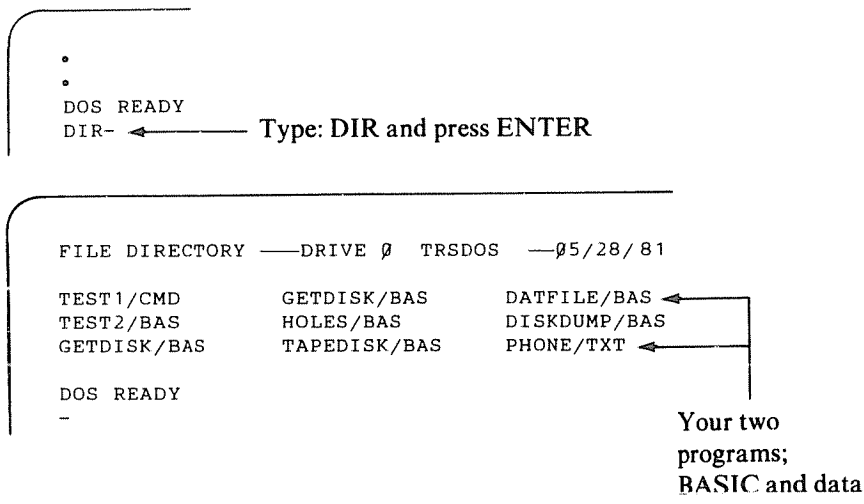 DOS READY
DIR-
Type: DIR and press ENTER
FILE DIRECTORY ——DRIVE 0 TRSDOS —05/28/81
TEST1/CMD GETDISK/BAS DATFILE/BAS
TEST2/BAS HOLES/BAS DISKDUMP/BAS
GETDISK/BAS TAPEDISK/BAS PHONE/TXT
DOS READY
_
Your two
programs;
BASIC and data